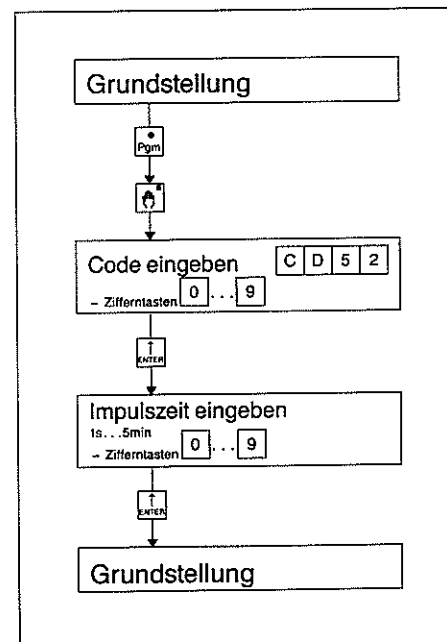 Grundstellung
Pgm
Code eingeben C D 5 2
– Zifferntasten 0 ... 9
ENTER
Impulszeit eingeben
1s...5min
– Zifferntasten 0 ... 9
ENTER
Grundstellung